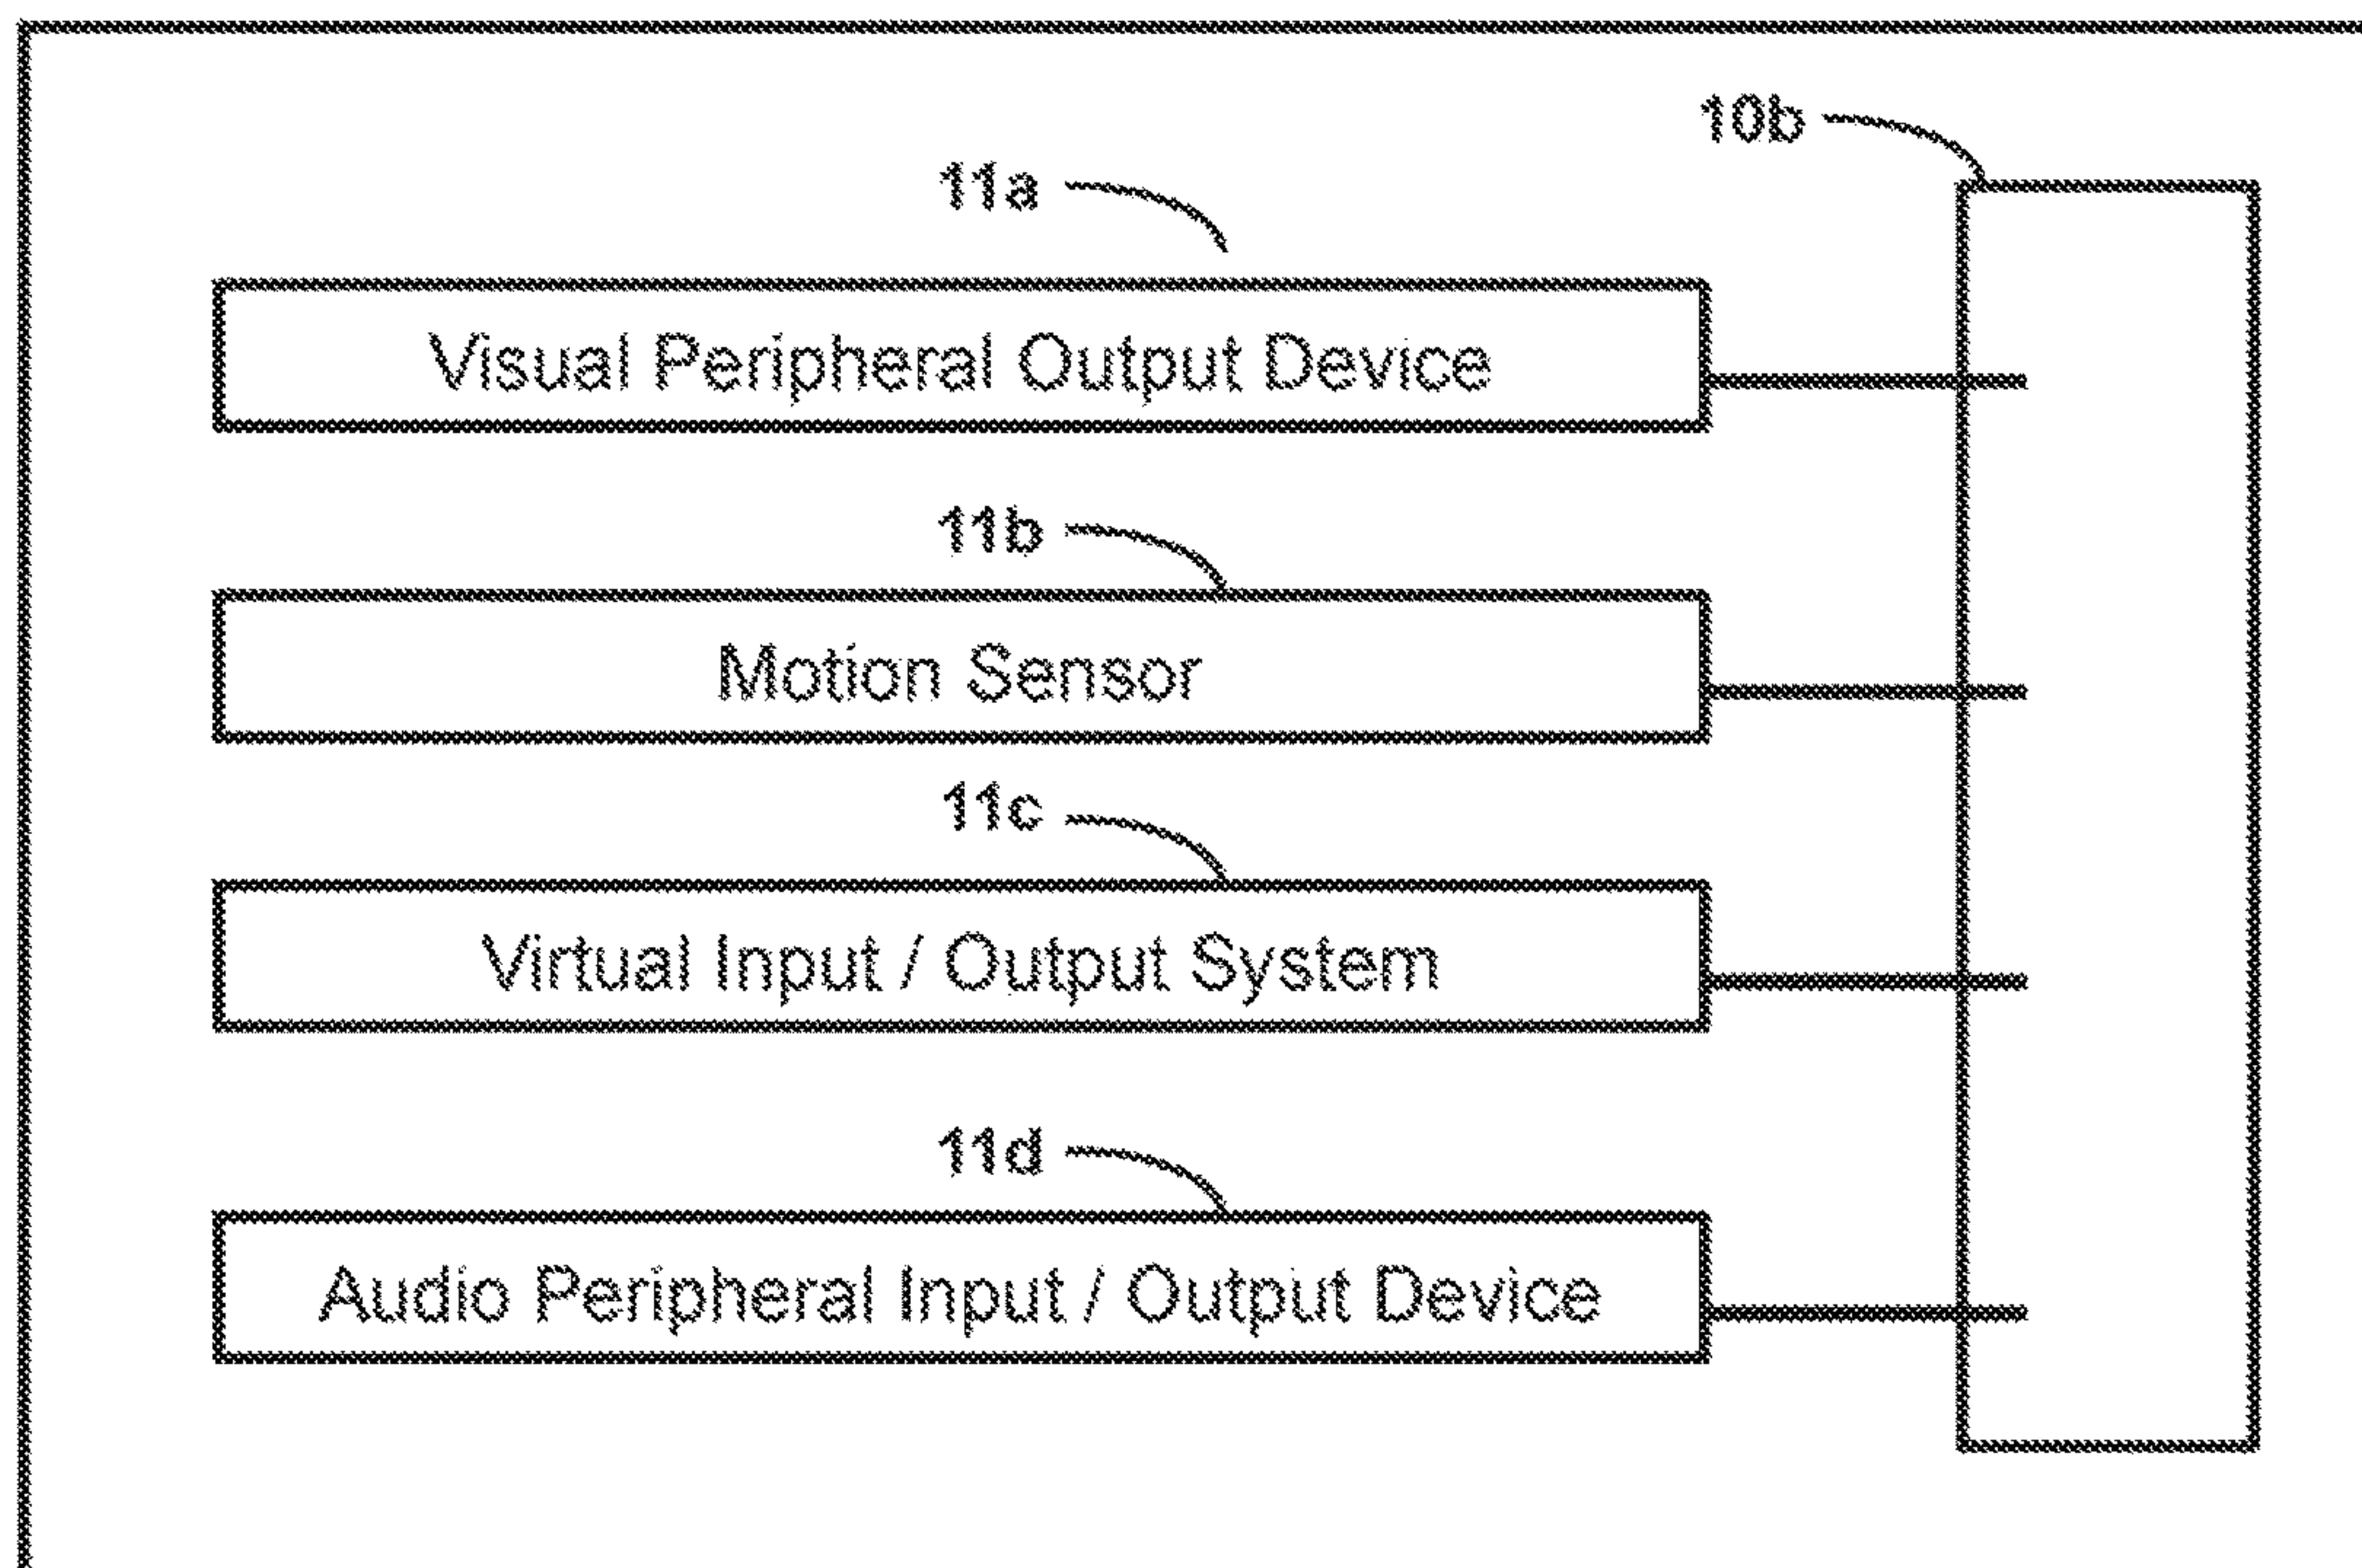 10b
11a
Visual Peripheral Output Device
11b
Motion Sensor
11c
Virtual Input / Output System
11d
Audio Peripheral Input / Output Device